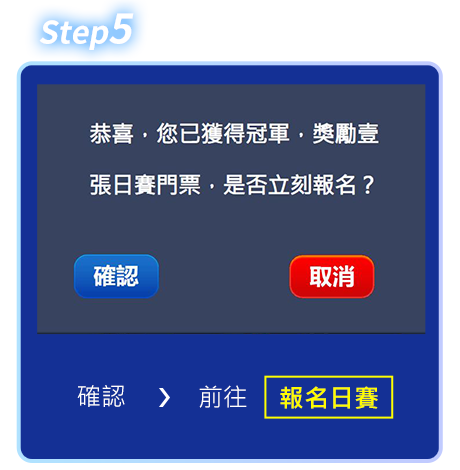 Step5
恭喜，您已獲得冠軍，獎勵壹
張日賽門票，是否立刻報名？
確認 取消
確認 › 前往 報名日賽